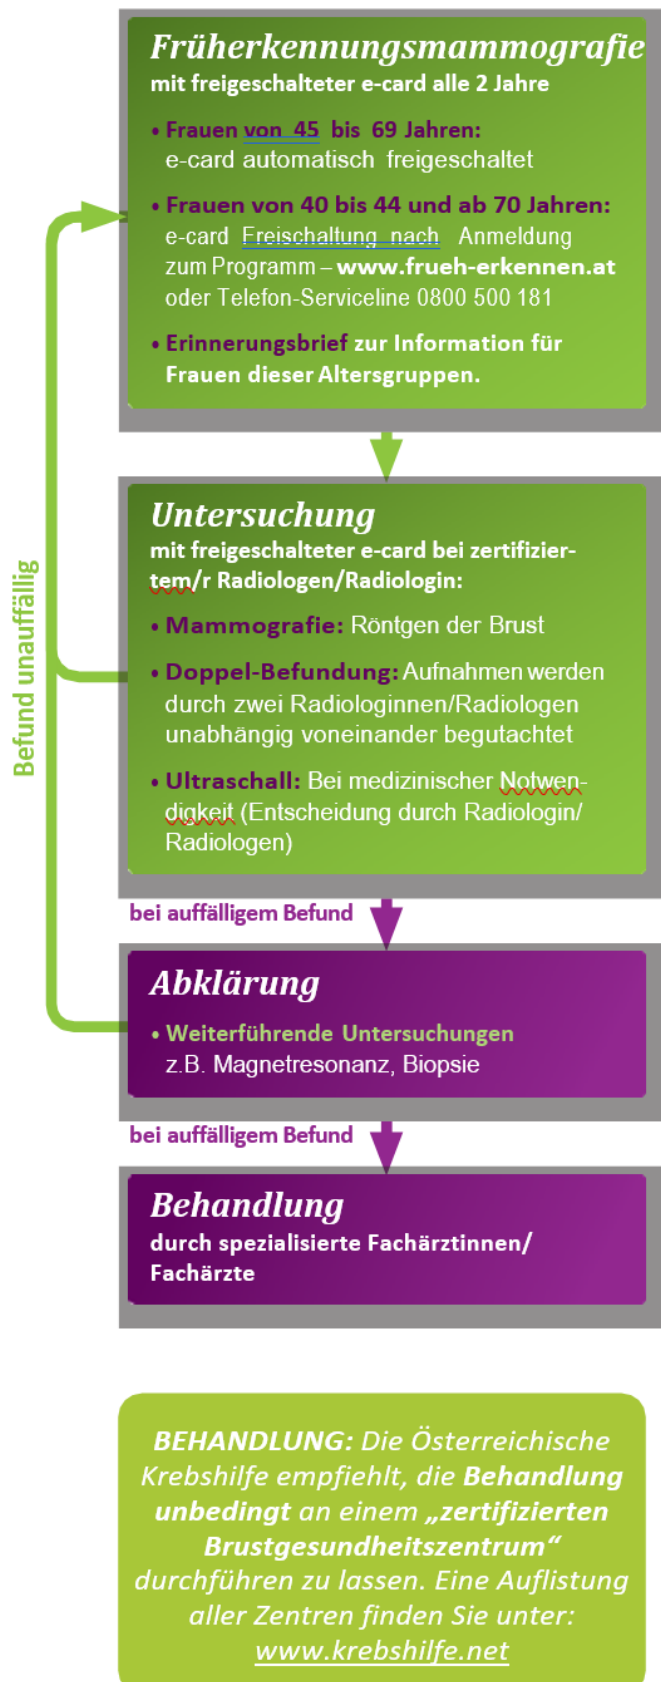 Früherkennungsmammografie
mit freigeschalteter e-card alle 2 Jahre
• Frauen von 45 bis 69 Jahren:
e-card automatisch freigeschaltet
• Frauen von 40 bis 44 und ab 70 Jahren:
e-card Freischaltung nach Anmeldung
zum Programm – www.frueh-erkennen.at
oder Telefon-Serviceline 0800 500 181
• Erinnerungsbrief zur Information für
Frauen dieser Altersgruppen.
Untersuchung
mit freigeschalteter e-card bei zertifizier-
tem/r Radiologen/Radiologin:
• Mammografie: Röntgen der Brust
• Doppel-Befundung: Aufnahmen werden
durch zwei Radiologinnen/Radiologen
unabhängig voneinander begutachtet
• Ultraschall: Bei medizinischer Notwen-
digkeit (Entscheidung durch Radiologin/
Radiologen)
Befund unauffällig
bei auffälligem Befund
Abklärung
• Weiterführende Untersuchungen
z.B. Magnetresonanz, Biopsie
bei auffälligem Befund
Behandlung
durch spezialisierte Fachärztinnen/
Fachärzte
BEHANDLUNG: Die Österreichische
Krebshilfe empfiehlt, die Behandlung
unbedingt an einem „zertifizierten
Brustgesundheitszentrum“
durchführen zu lassen. Eine Auflistung
aller Zentren finden Sie unter:
www.krebshilfe.net